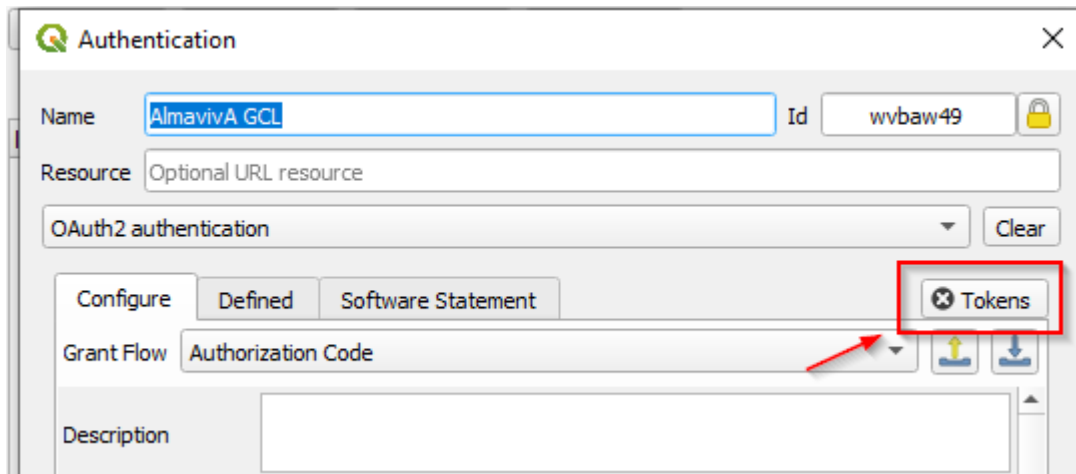 Authentication
Name AlmavivA GCL Id wvbaw49
Resource Optional URL resource
OAuth2 authentication Clear
Configure Defined Software Statement Tokens
Grant Flow Authorization Code
Description